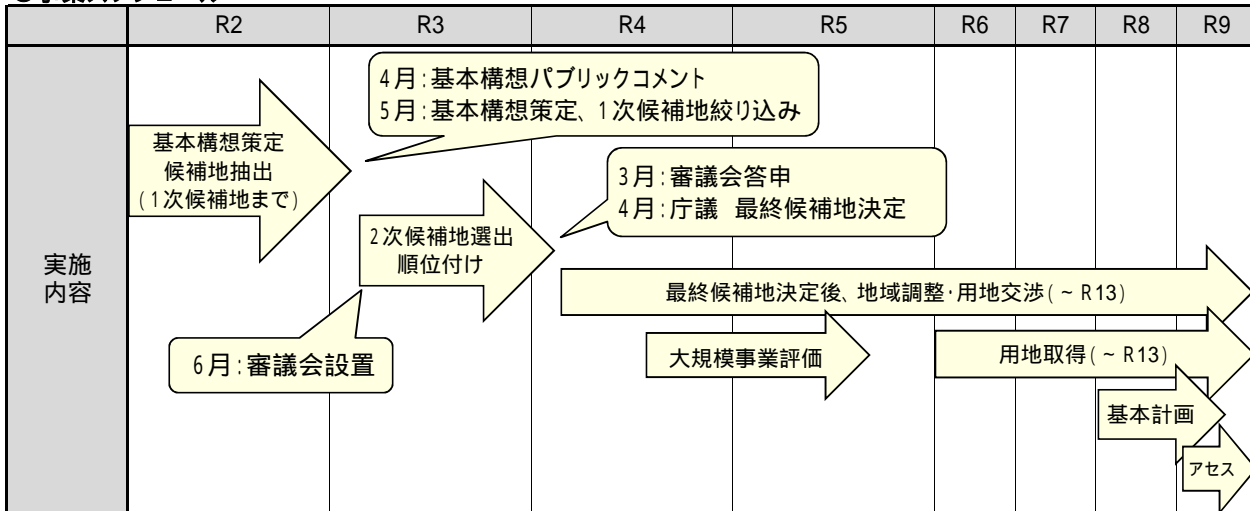 R2 R3 R4 R5 R6 R7 R8 R9
4月:基本構想パブリックコメント
5月:基本構想策定、1次候補地絞り込み
基本構想策定
候補地抽出
(1次候補地まで)
3月:審議会答申
4月:庁議 最終候補地決定
2次候補地選出
順位付け
実施
内容
最終候補地決定後、地域調整・用地交渉(~R13)
6月:審議会設置
大規模事業評価
用地取得(~R13)
基本計画
アセス